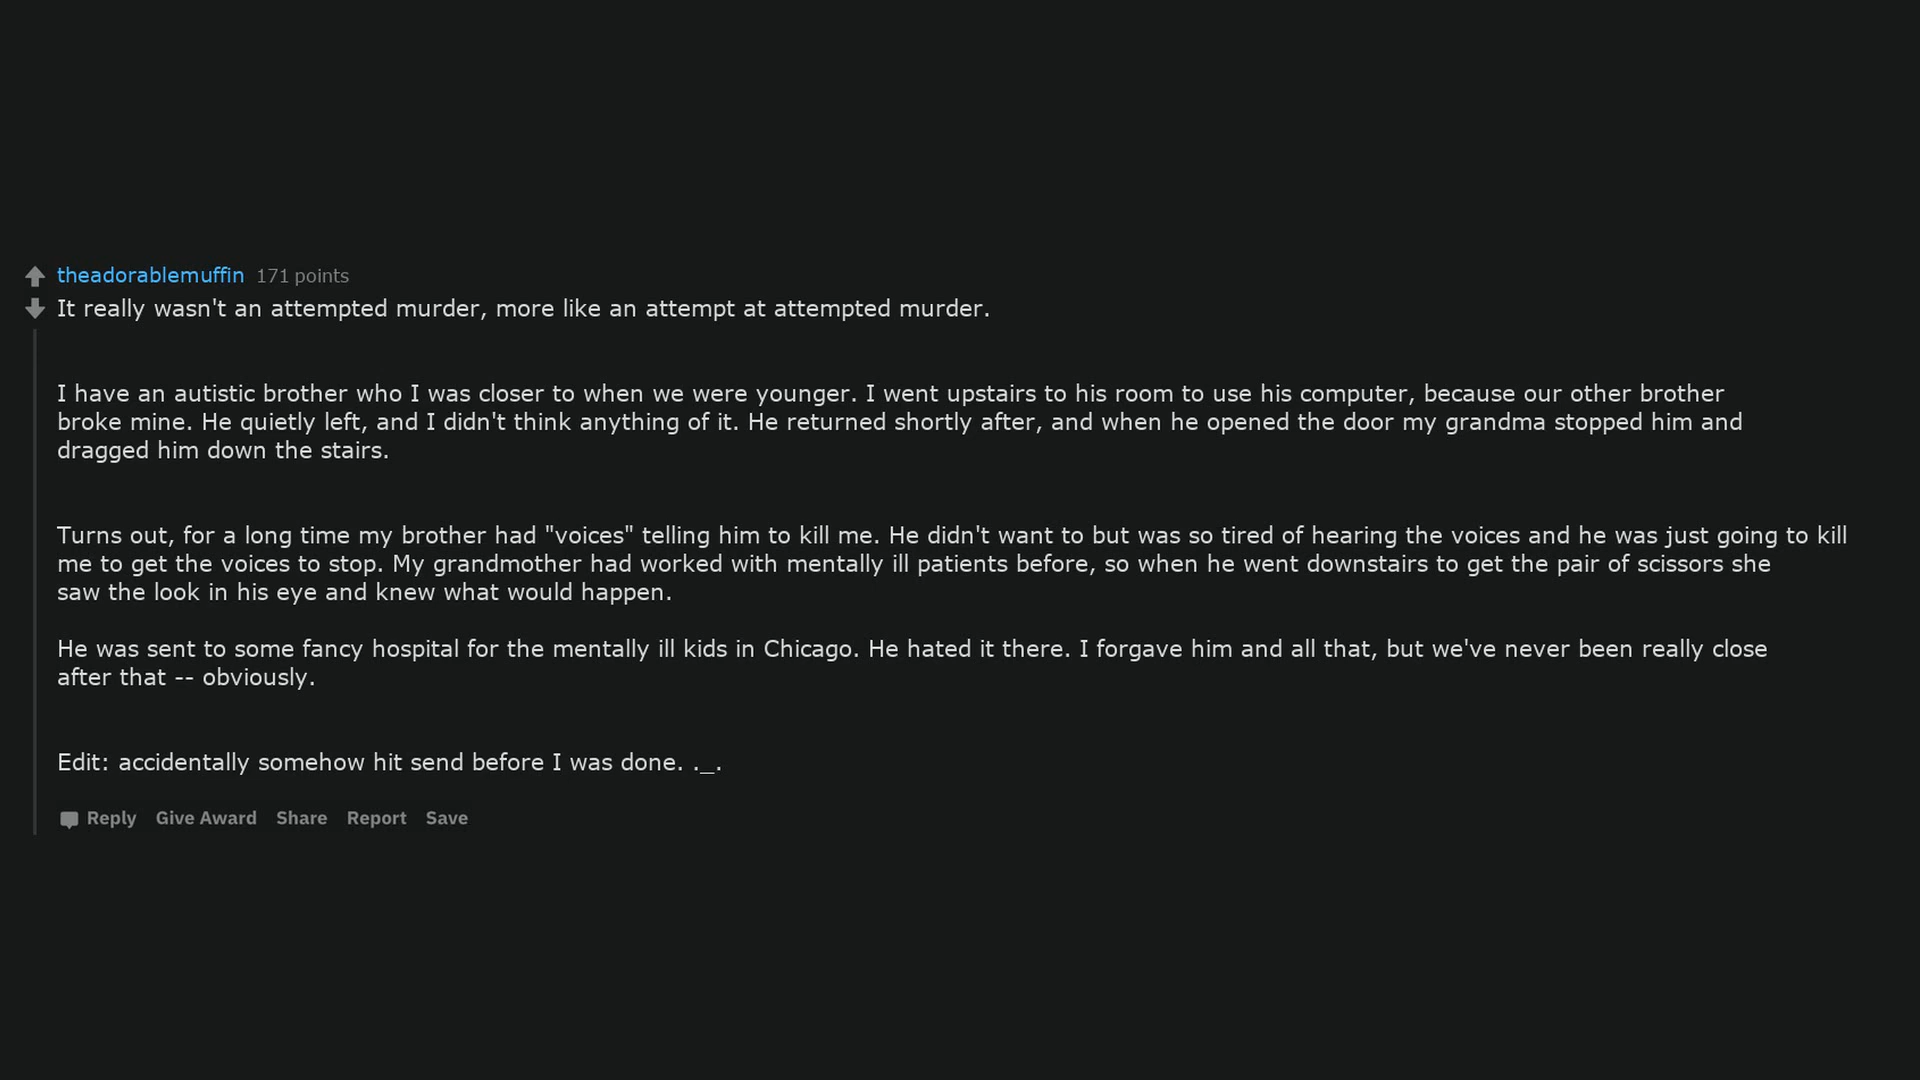 theadorablemuffin 171 points
It really wasn't an attempted murder, more like an attempt at attempted murder.
I have an autistic brother who I was closer to when we were younger. I went upstairs to his room to use his computer, because our other brother
broke mine. He quietly left, and I didn't think anything of it. He returned shortly after, and when he opened the door my grandma stopped him and
dragged him down the stairs.
Turns out, for a long time my brother had "voices" telling him to kill me. He didn't want to but was so tired of hearing the voices and he was just going to kill
me to get the voices to stop. My grandmother had worked with mentally ill patients before, so when he went downstairs to get the pair of scissors she
saw the look in his eye and knew what would happen.
He was sent to some fancy hospital for the mentally ill kids in Chicago. He hated it there. I forgave him and all that, but we've never been really close
after that -- obviously.
Edit: accidentally somehow hit send before I was done. ._.
Reply Give Award Share Report Save